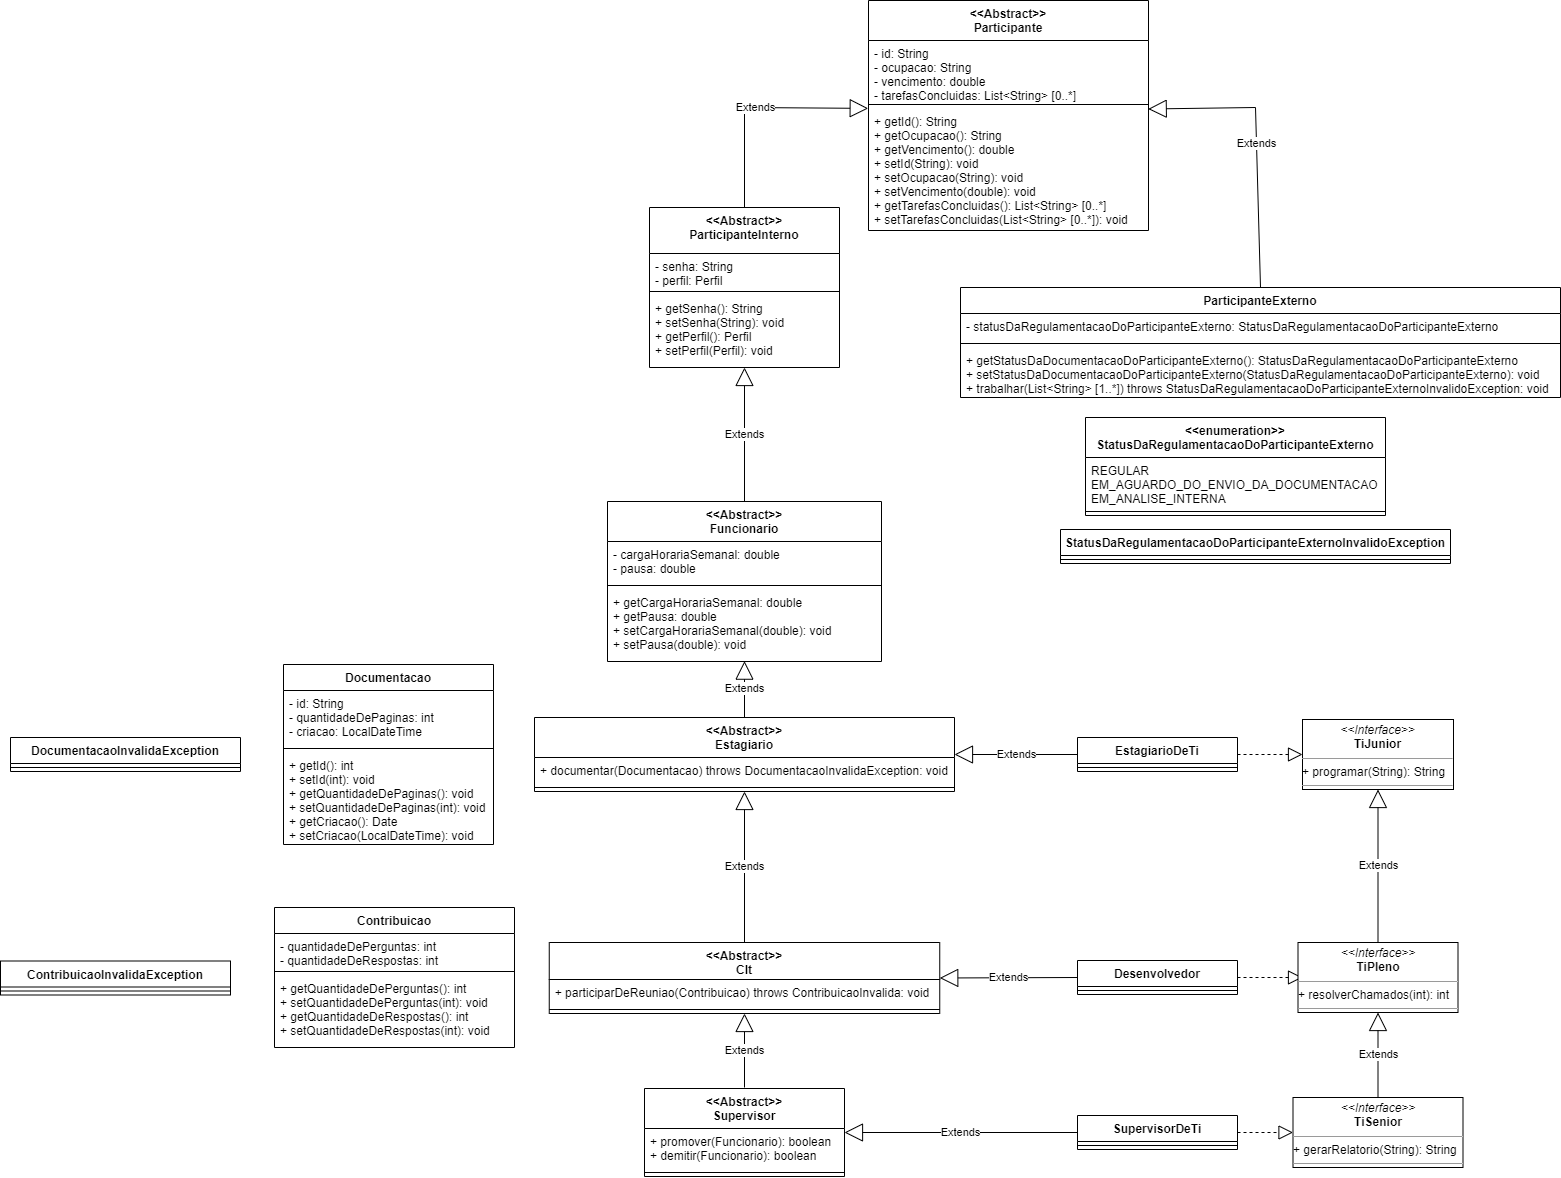 <<Abstract>>
Participante
- id: String
- ocupacao: String
- vencimento: double
- tarefasConcluidas: List<String> [0..*]
+ getId(): String
+ getOcupacao(): String
+ getVencimento(): double
+ setId(String): void
+ setOcupacao(String): void
+ setVencimento(double): void
+ getTarefasConcluidas(): List<String> [0..*]
+ setTarefasConcluidas(List<String> [0..*]): void
Extends
Extends
<<Abstract>>
ParticipanteInterno
- senha: String
- perfil: Perfil
+ getSenha(): String
+ setSenha(String): void
+ getPerfil(): Perfil
+ setPerfil(Perfil): void
ParticipanteExterno
- statusDaRegulamentacaoDoParticipanteExterno: StatusDaRegulamentacaoDoParticipanteExterno
+ getStatusDaDocumentacaoDoParticipanteExterno(): StatusDaRegulamentacaoDoParticipanteExterno
+ setStatusDaDocumentacaoDoParticipanteExterno(StatusDaRegulamentacaoDoParticipanteExterno): void
+ trabalhar(List<String> [1..*]) throws StatusDaRegulamentacaoDoParticipanteExternoInvalidoException: void
<<enumeration>>
StatusDaRegulamentacaoDoParticipanteExterno
REGULAR
EM_AGUARDO_DO_ENVIO_DA_DOCUMENTACAO
EM_ANALISE_INTERNA
StatusDaRegulamentacaoDoParticipanteExternoInvalidoException
Extends
<<Abstract>>
Funcionario
- cargaHorariaSemanal: double
- pausa: double
+ getCargaHorariaSemanal: double
+ getPausa: double
+ setCargaHorariaSemanal(double): void
+ setPausa(double): void
Extends
DocumentacaoInvalidaException
Documentacao
- id: String
- quantidadeDePaginas: int
- criacao: LocalDateTime
+ getId(): int
+ setId(int): void
+ getQuantidadeDePaginas(): void
+ setQuantidadeDePaginas(int): void
+ getCriacao(): Date
+ setCriacao(LocalDateTime): void
<<Abstract>>
Estagiario
+ documentar(Documentacao) throws DocumentacaoInvalidaException: void
Extends
EstagiarioDeTi
<<Interface>>
TiJunior
+ programar(String): String
Extends
Extends
ContribuicaoInvalidaException
Contribuicao
- quantidadeDePerguntas: int
- quantidadeDeRespostas: int
+ getQuantidadeDePerguntas(): int
+ setQuantidadeDePerguntas(int): void
+ getQuantidadeDeRespostas(): int
+ setQuantidadeDeRespostas(int): void
<<Abstract>>
Clt
+ participarDeReuniao(Contribuicao) throws ContribuicaoInvalida: void
Extends
Desenvolvedor
<<Interface>>
TiPleno
+ resolverChamados(int): int
Extends
Extends
<<Abstract>>
Supervisor
+ promover(Funcionario): boolean
+ demitir(Funcionario): boolean
Extends
SupervisorDeTi
<<Interface>>
TiSenior
+ gerarRelatorio(String): String